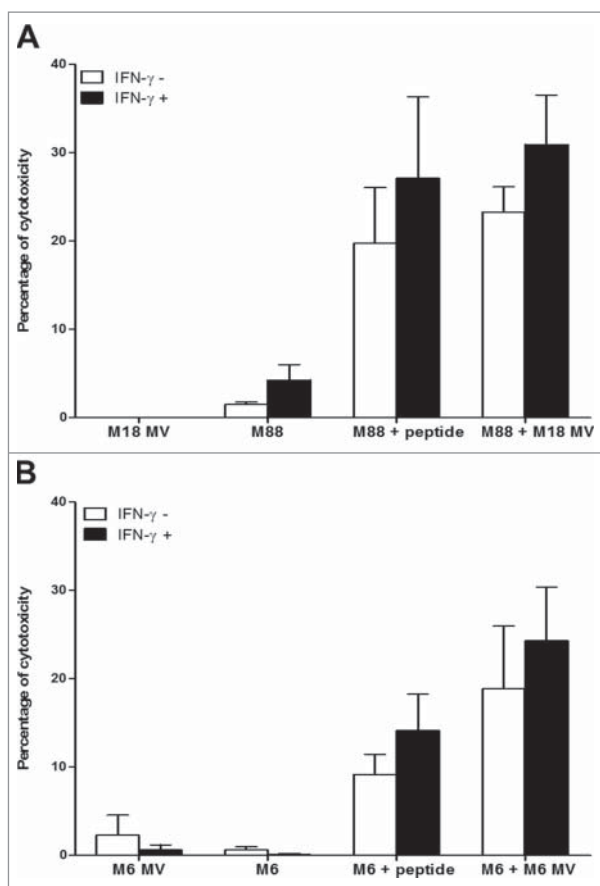 A
IFN-γ -
IFN-γ +
Percentage of cytotoxicity
40
30
20
10
0
M18 MV M88 M88 + peptide M88 + M18 MV
B
IFN-γ -
IFN-γ +
Percentage of cytotoxicity
40
30
20
10
0
M6 MV M6 M6 + peptide M6 + M6 MV